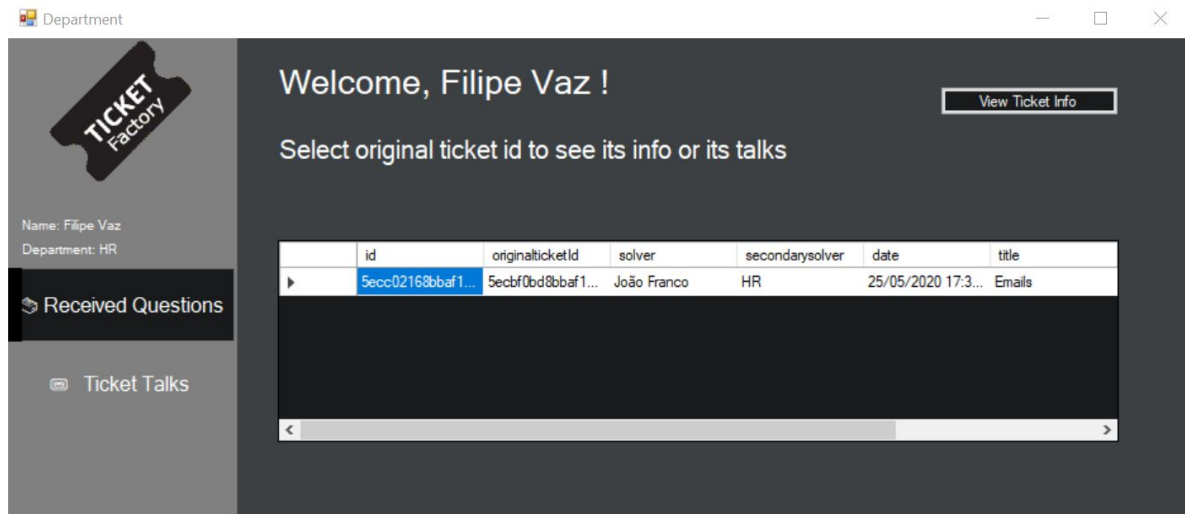 Department
TICKET
Factory
Welcome, Filipe Vaz !
View Ticket Info
Select original ticket id to see its info or its talks
Name: Filipe Vaz
Department: HR
id originalticketId solver secondarysolver date title
5ecc02168bbaf1... 5ecbf0bd8bbaf1... João Franco HR 25/05/2020 17:3... Emails
Received Questions
Ticket Talks